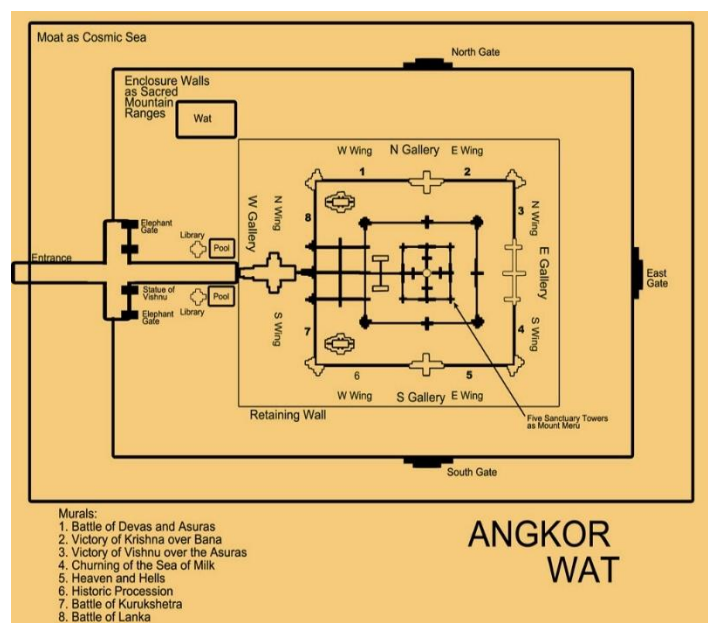 Moat as Cosmic Sea
North Gate
Enclosure Walls
as Sacred
Mountain
Ranges
Wat
W Wing
N Gallery
E Wing
1
2
W Gallery
N Wing
8
3
N Wing
Elephant
Gate
Library
Pool
Entrance
E Gallery
East
Gate
Statue of
Vishnu
Library
Pool
Elephant
Gate
S Wing
7
4
S Wing
6
5
W Wing
S Gallery
E Wing
Retaining Wall
Five Sanctuary Towers
as Mount Meru
South Gate
Murals:
1. Battle of Devas and Asuras
2. Victory of Krishna over Bana
3. Victory of Vishnu over the Asuras
4. Churning of the Sea of Milk
5. Heaven and Hells
6. Historic Procession
7. Battle of Kurukshetra
8. Battle of Lanka
ANGKOR
WAT